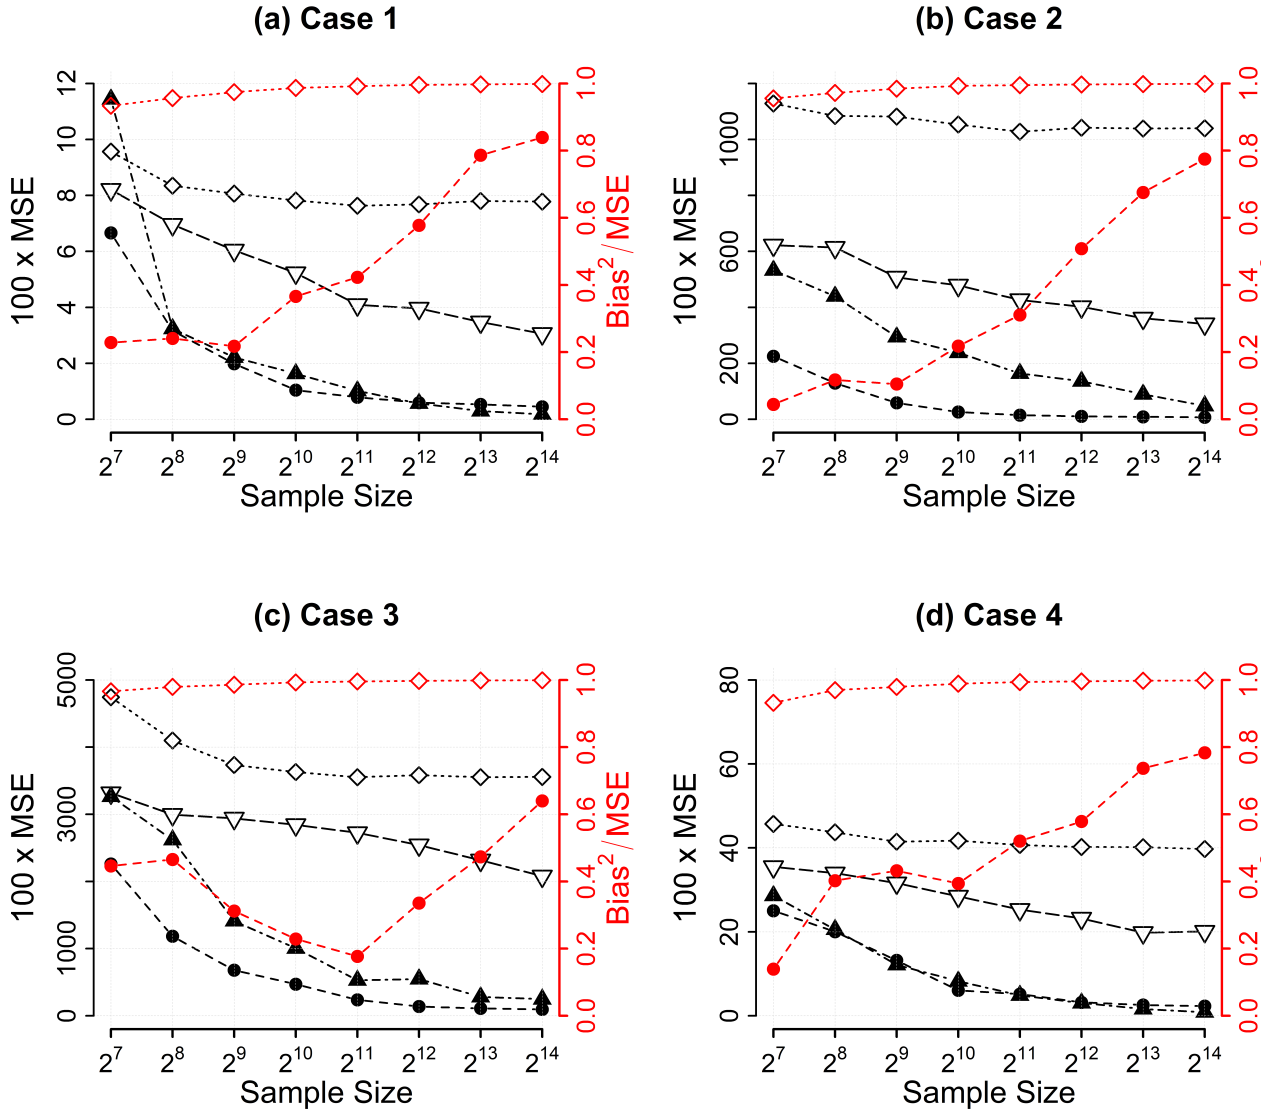 (a) Case 1
100 x MSE
0 2 4 6 8 10 12
Bias² / MSE
0.0 0.2 0.4 0.6 0.8 1.0
2⁷ 2⁸ 2⁹ 2¹⁰ 2¹¹ 2¹² 2¹³ 2¹⁴
Sample Size
(b) Case 2
100 x MSE
0 200 600 1000
0.0 0.2 0.4 0.6 0.8 1.0
2⁷ 2⁸ 2⁹ 2¹⁰ 2¹¹ 2¹² 2¹³ 2¹⁴
Sample Size
(c) Case 3
100 x MSE
0 1000 3000 5000
Bias² / MSE
0.0 0.2 0.4 0.6 0.8 1.0
2⁷ 2⁸ 2⁹ 2¹⁰ 2¹¹ 2¹² 2¹³ 2¹⁴
Sample Size
(d) Case 4
100 x MSE
0 20 40 60 80
0.0 0.2 0.4 0.6 0.8 1.0
2⁷ 2⁸ 2⁹ 2¹⁰ 2¹¹ 2¹² 2¹³ 2¹⁴
Sample Size